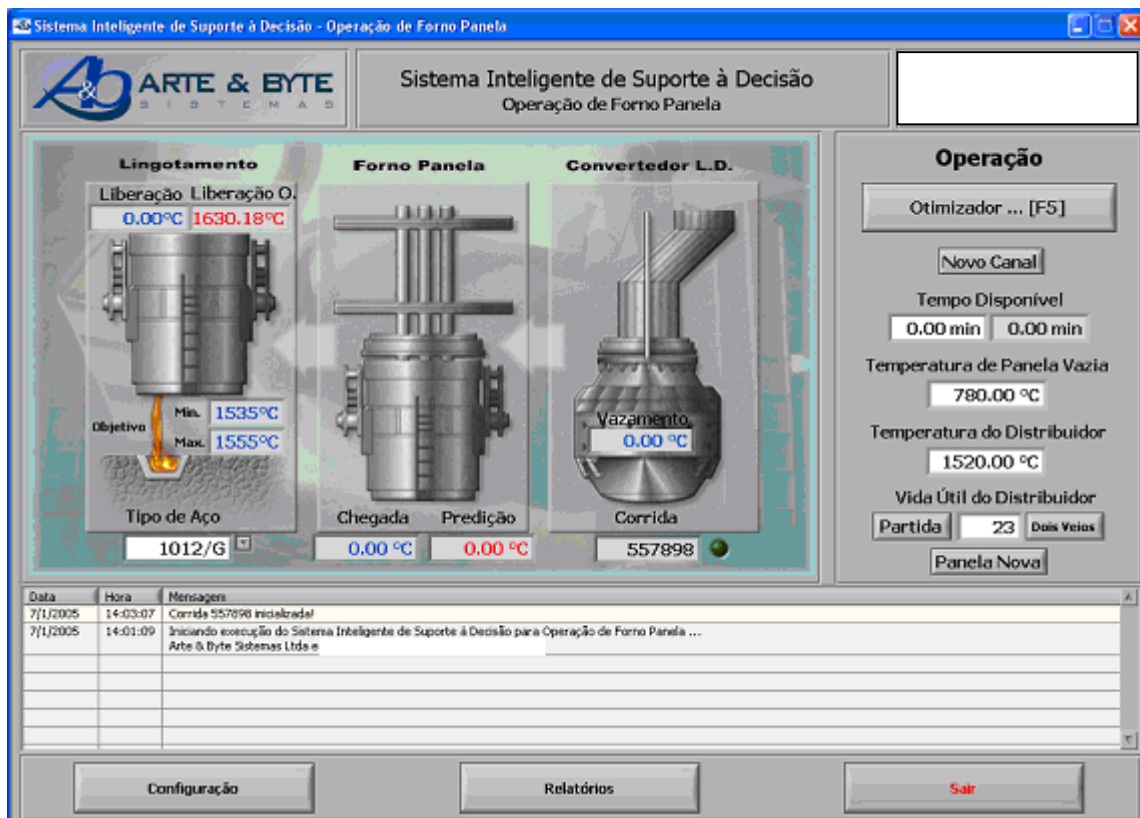 Sistema Inteligente de Suporte à Decisão - Operação de Forno Panela
A&b ARTE & BYTE
SISTEMAS
Sistema Inteligente de Suporte à Decisão
Operação de Forno Panela
Lingotamento
Forno Panela
Convertedor L.D.
Liberação Liberação O.
0.00°C 1630.18°C
Objetivo
Min. 1535°C
Max. 1555°C
Vazamento
0.00 °C
Tipo de Aço
1012/G
Chegada Predição
0.00 °C 0.00 °C
Corrida
557898
Operação
Otimizador ... [F5]
Novo Canal
Tempo Disponível
0.00 min 0.00 min
Temperatura de Panela Vazia
780.00 °C
Temperatura do Distribuidor
1520.00 °C
Vida Útil do Distribuidor
Partida 23 Dois Veios
Panela Nova
Data Hora Mensagem
7/1/2005 14:03:07 Corrida 557898 inicializada!
7/1/2005 14:01:09 Iniciando execução do Sistema Inteligente de Suporte à Decisão para Operação de Forno Panela ...
Arte & Byte Sistemas Ltda e
Configuração Relatórios Sair